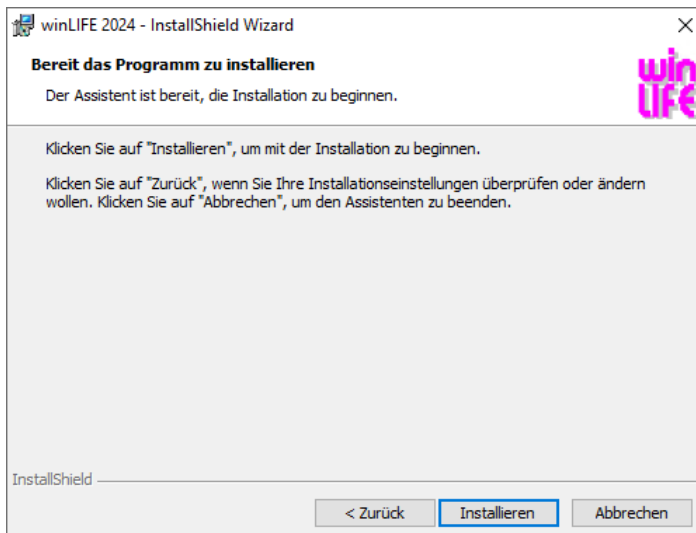 winLIFE 2024 - InstallShield Wizard
Bereit das Programm zu installieren
Der Assistent ist bereit, die Installation zu beginnen.
win
LIFE
Klicken Sie auf "Installieren", um mit der Installation zu beginnen.
Klicken Sie auf "Zurück", wenn Sie Ihre Installationseinstellungen überprüfen oder ändern
wollen. Klicken Sie auf "Abbrechen", um den Assistenten zu beenden.
InstallShield
< Zurück
Installieren
Abbrechen